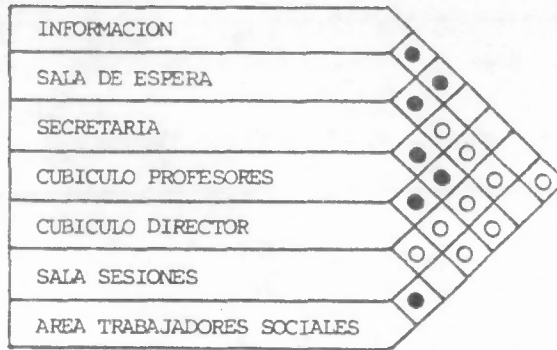 INFORMACION
SALA DE ESPERA
SECRETARIA
CUBICULO PROFESORES
CUBICULO DIRECTOR
SALA SESIONES
AREA TRABAJADORES SOCIALES